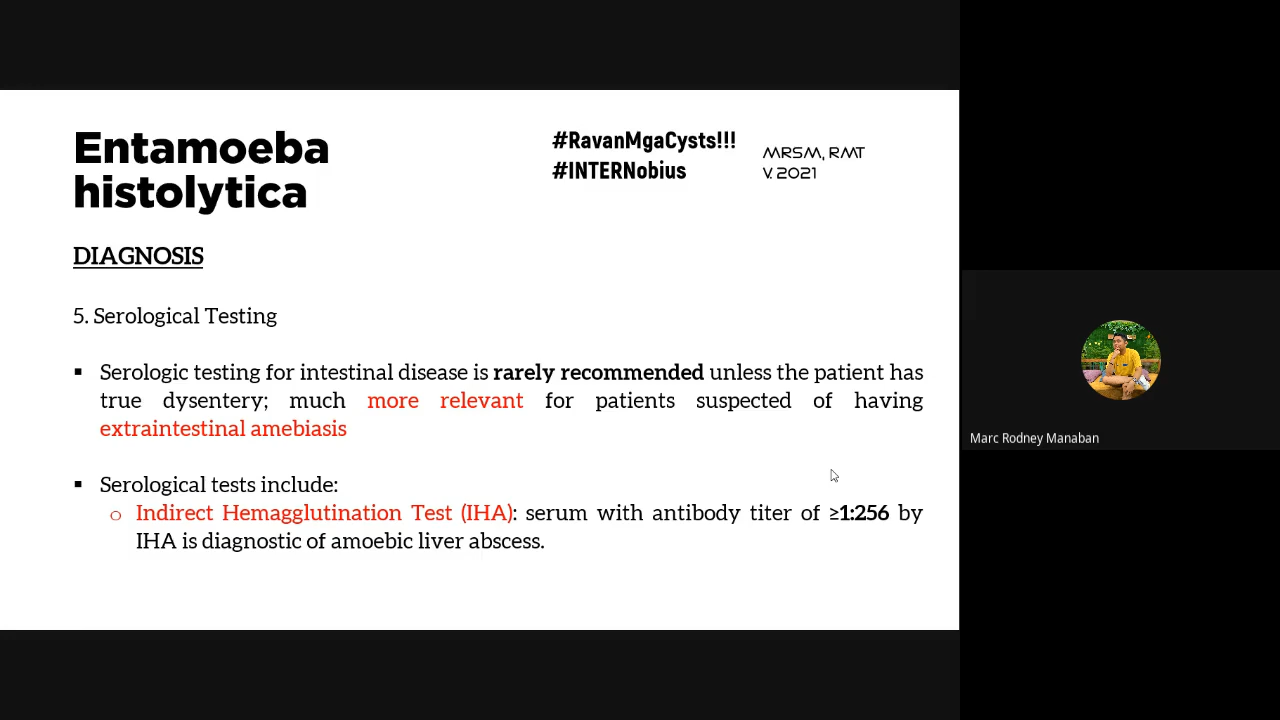 Entamoeba
histolytica
#RavanMgaCysts!!!
#INTERNobius
MRSM, RMT
V. 2021
DIAGNOSIS
5. Serological Testing
▪ Serologic testing for intestinal disease is rarely recommended unless the patient has
true dysentery; much more relevant for patients suspected of having
extraintestinal amebiasis
▪ Serological tests include:
o Indirect Hemagglutination Test (IHA): serum with antibody titer of ≥1:256 by
IHA is diagnostic of amoebic liver abscess.
Marc Rodney Manaban